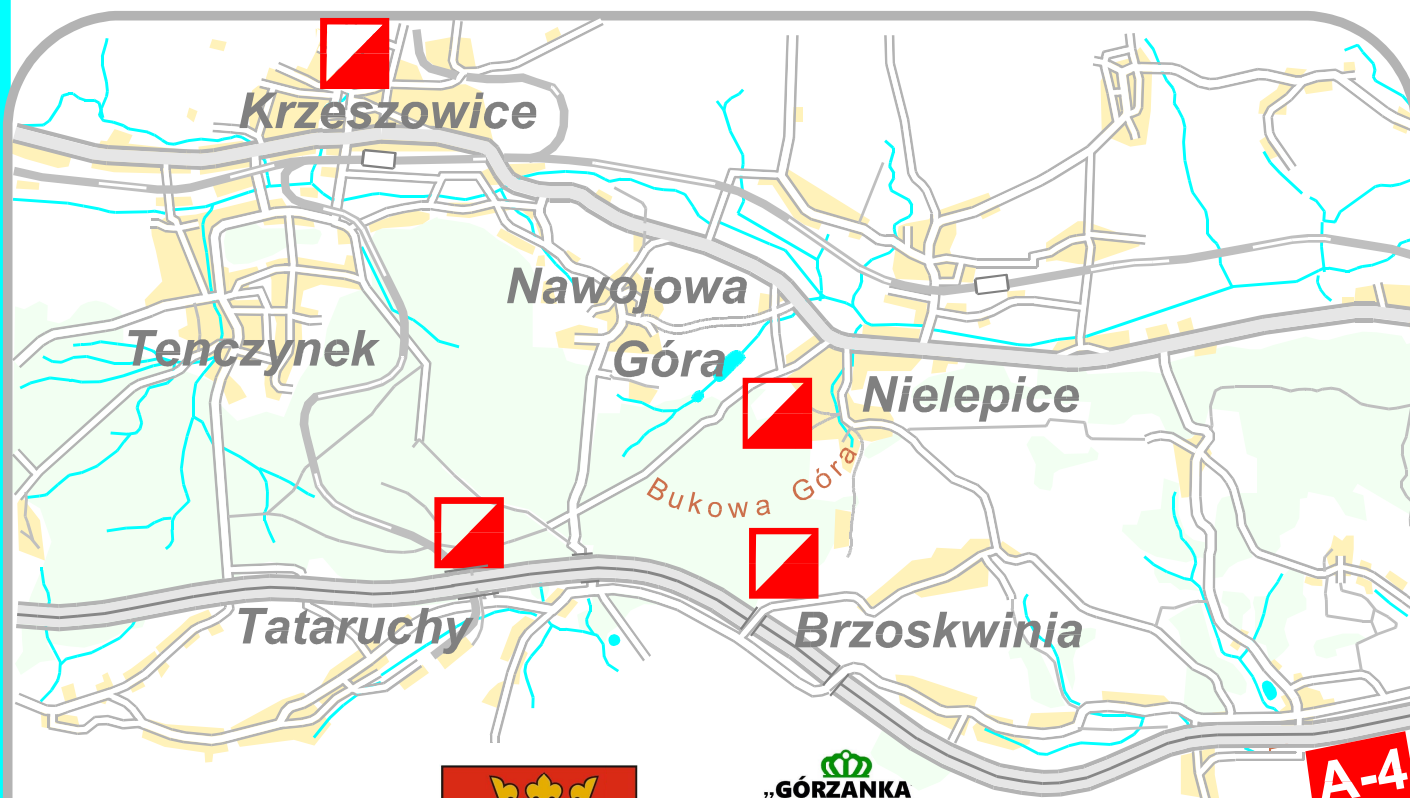 Krzeszowice
Nawojowa
Góra
Tenczynek
Nielepice
Bukowa Góra
Tataruchy
Brzoskwinia
A-4
„GÓRZANKA